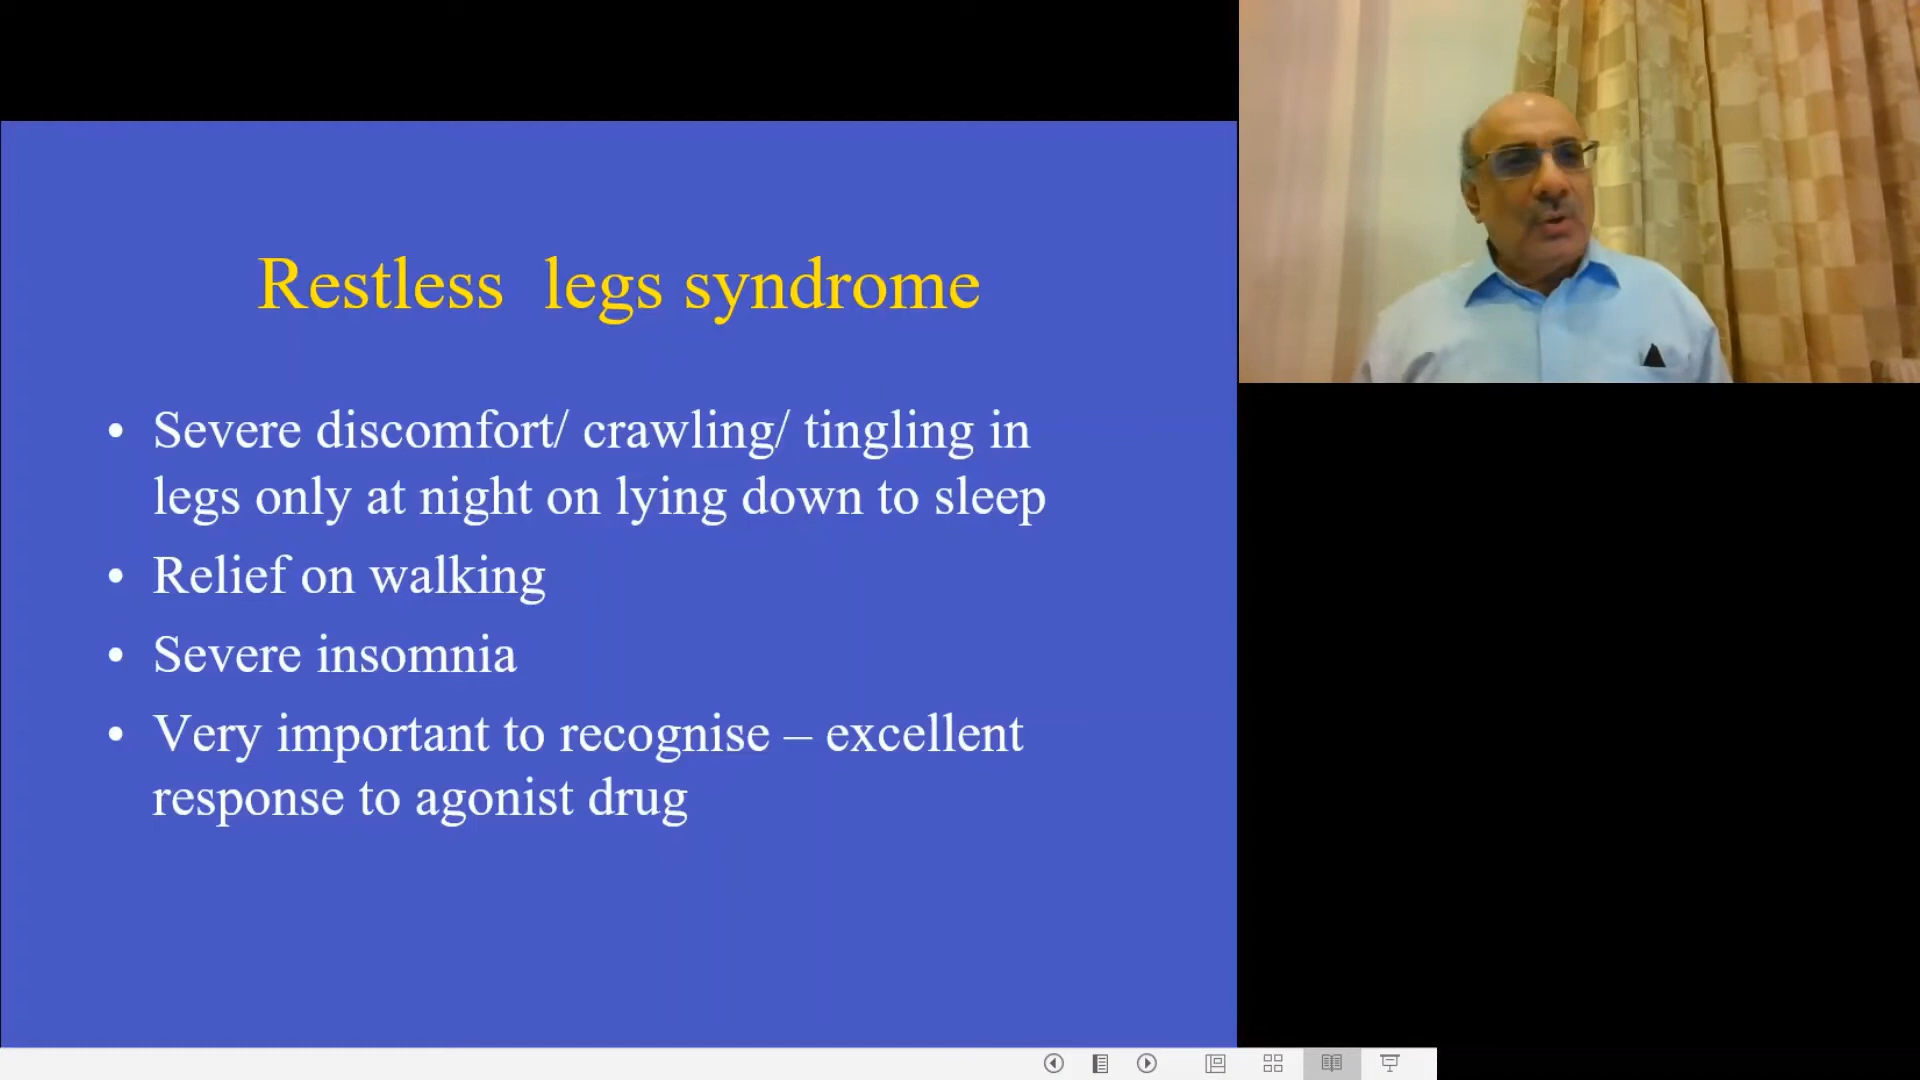 Restless legs syndrome
• Severe discomfort/ crawling/ tingling in
legs only at night on lying down to sleep
• Relief on walking
• Severe insomnia
• Very important to recognise – excellent
response to agonist drug